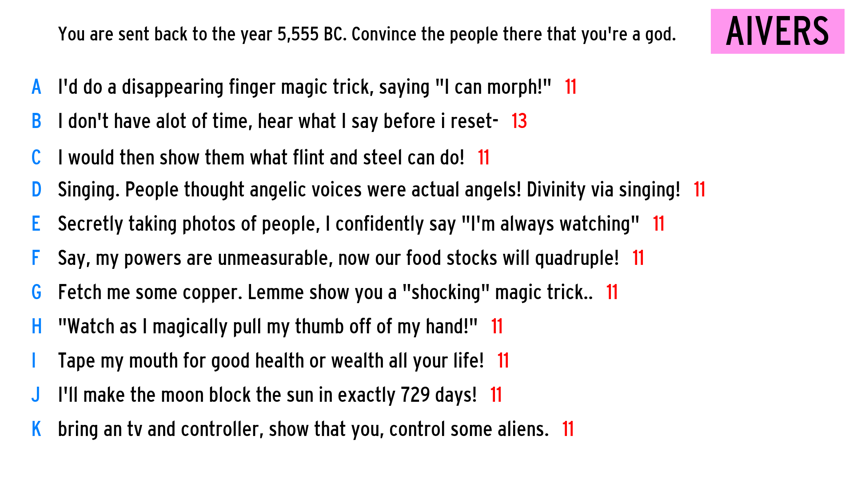 You are sent back to the year 5,555 BC. Convince the people there that you're a god.
AIVERS
A I'd do a disappearing finger magic trick, saying "I can morph!" 11
B I don't have alot of time, hear what I say before i reset- 13
C I would then show them what flint and steel can do! 11
D Singing. People thought angelic voices were actual angels! Divinity via singing! 11
E Secretly taking photos of people, I confidently say "I'm always watching" 11
F Say, my powers are unmeasurable, now our food stocks will quadruple! 11
G Fetch me some copper. Lemme show you a "shocking" magic trick.. 11
H "Watch as I magically pull my thumb off of my hand!" 11
I Tape my mouth for good health or wealth all your life! 11
J I'll make the moon block the sun in exactly 729 days! 11
K bring an tv and controller, show that you, control some aliens. 11